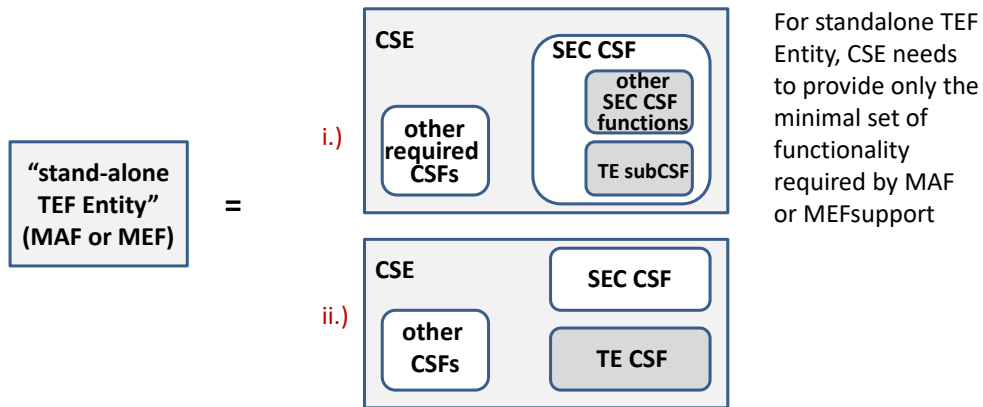 “stand-alone
TEF Entity”
(MAF or MEF)
=
i.)
CSE
other
required
CSFs
SEC CSF
other
SEC CSF
functions
TE subCSF
ii.)
CSE
other
CSFs
SEC CSF
TE CSF
For standalone TEF
Entity, CSE needs
to provide only the
minimal set of
functionality
required by MAF
or MEFsupport